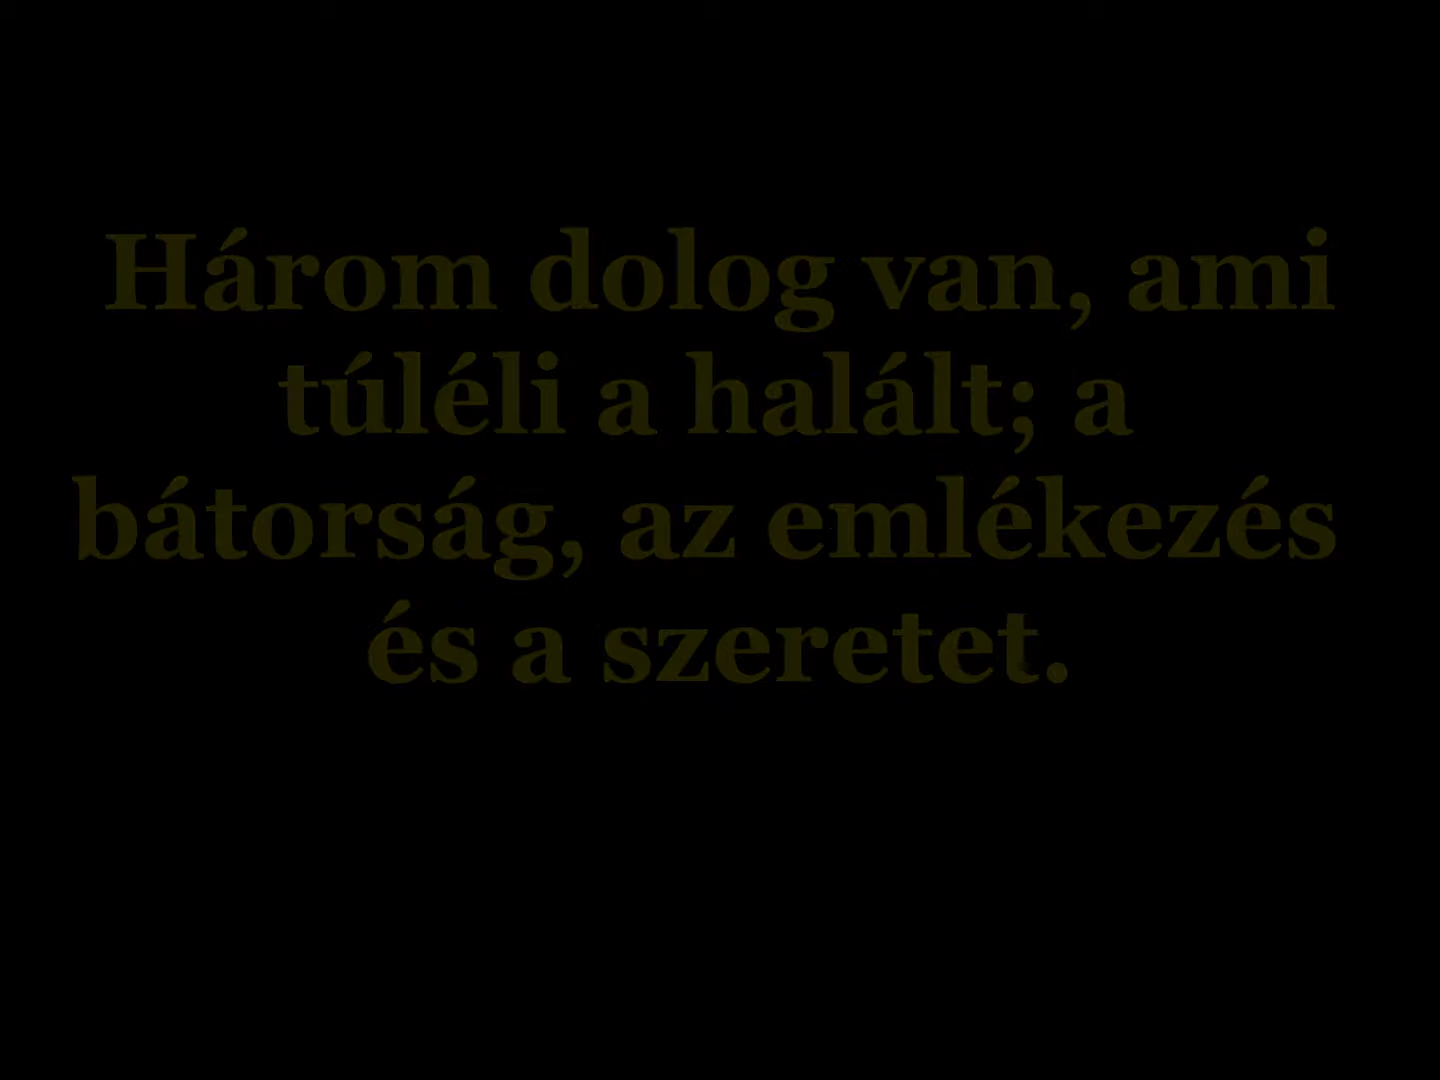 Három dolog van, ami
túléli a halált; a
bátorság, az emlékezés
és a szeretet.